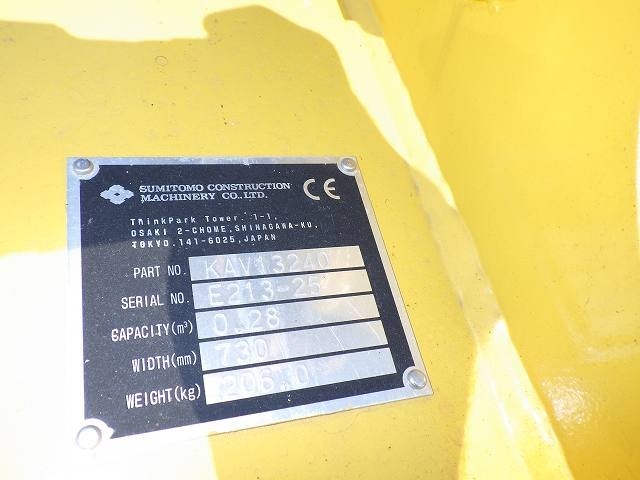 SUMITOMO CONSTRUCTION
MACHINERY CO.,LTD.
CE
ThinkPark Tower. 1-1,
OSAKI 2-CHOME,SHINAGAWA-KU,
TOKYO.141-6025,JAPAN
PART NO. KAV13240
SERIAL NO. E213-25
CAPACITY(m³) 0.28
WIDTH(mm) 730
WEIGHT(kg) 206.0